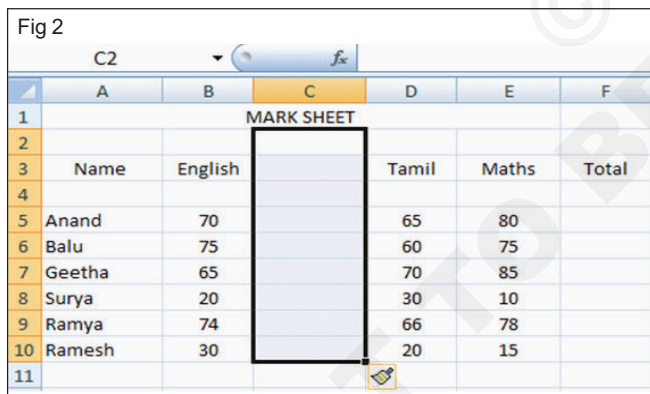 Fig 2
C2 fx
A B C D E F
1 MARK SHEET
2
3 Name English Tamil Maths Total
4
5 Anand 70 65 80
6 Balu 75 60 75
7 Geetha 65 70 85
8 Surya 20 30 10
9 Ramya 74 66 78
10 Ramesh 30 20 15
11